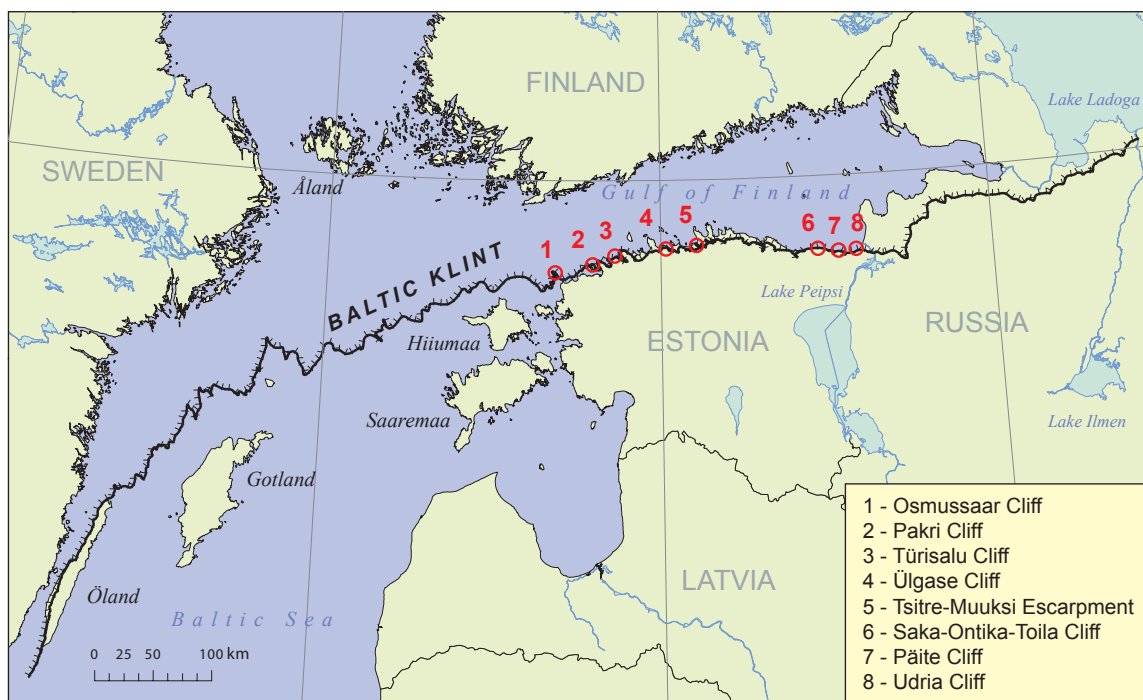 FINLAND
Lake Ladoga
SWEDEN
Åland
Gulf of Finland
1 2 3 4 5 6 7 8
BALTIC KLINT
Lake Peipsi
RUSSIA
Hiiumaa
ESTONIA
Saaremaa
Lake Ilmen
Gotland
Öland
LATVIA
Baltic Sea
0 25 50 100 km
1 - Osmussaar Cliff
2 - Pakri Cliff
3 - Türisalu Cliff
4 - Ülgase Cliff
5 - Tsitre-Muuksi Escarpment
6 - Saka-Ontika-Toila Cliff
7 - Päite Cliff
8 - Udria Cliff